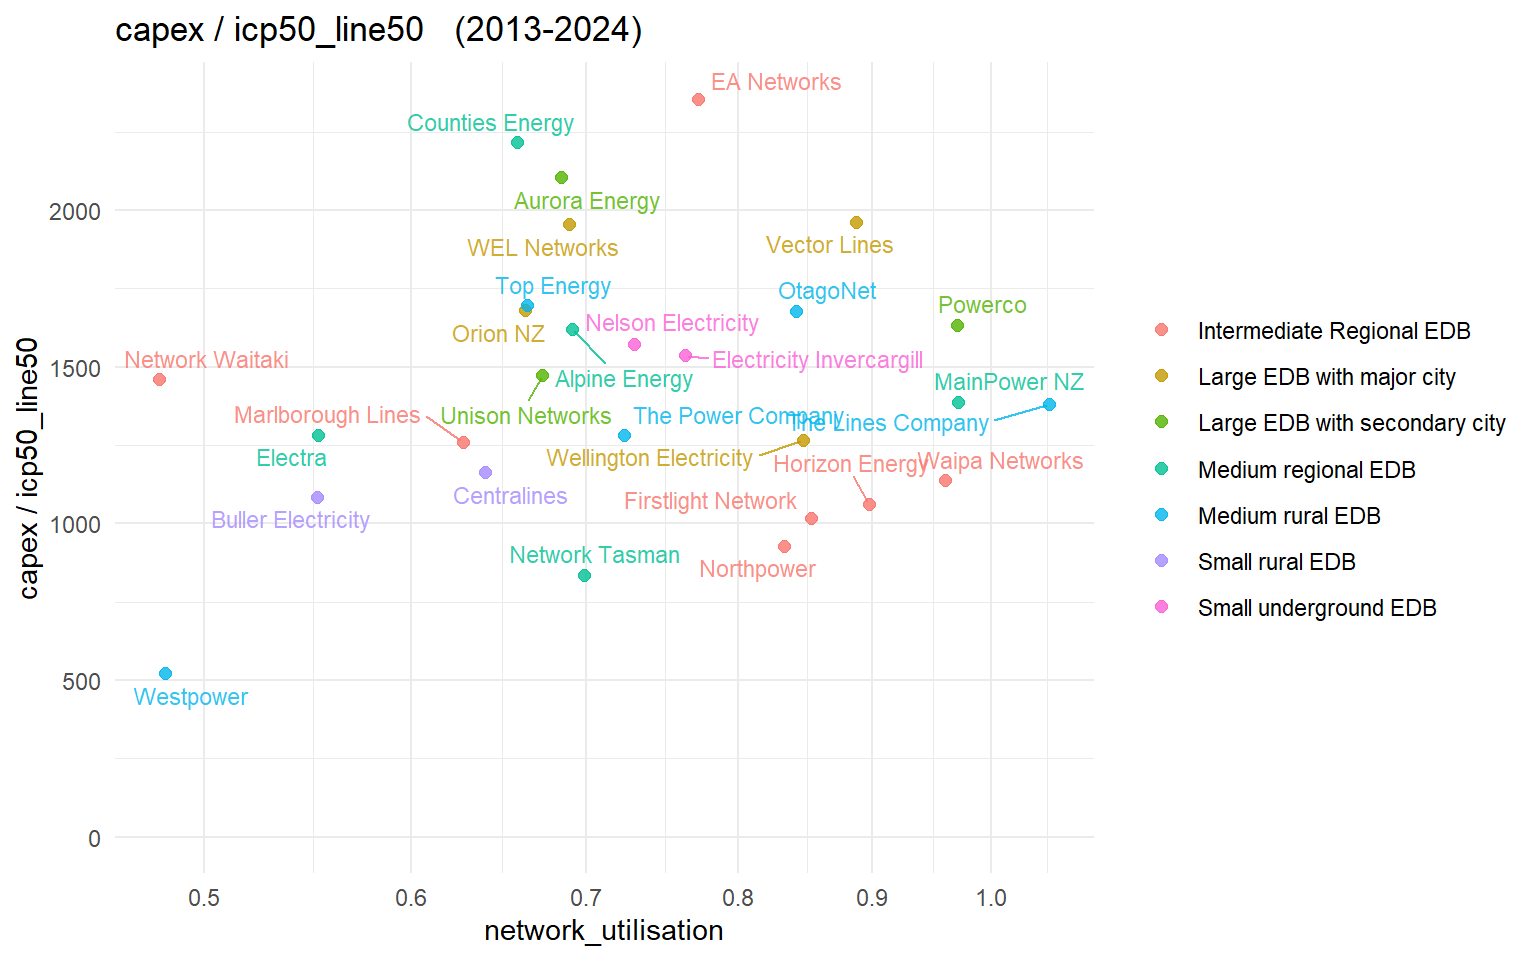 capex / icp50_line50   (2013-2024)
EA Networks
Counties Energy
Aurora Energy
WEL Networks
Vector Lines
Top Energy
OtagoNet
Powerco
Orion NZ
Nelson Electricity
Network Waitaki
Electricity Invercargill
Alpine Energy
MainPower NZ
Marlborough Lines
Unison Networks
The Power Company
The Lines Company
Electra
Wellington Electricity
Horizon Energy
Waipa Networks
Centralines
Firstlight Network
Buller Electricity
Network Tasman
Northpower
Westpower
2000
1500
1000
500
0
capex / icp50_line50
0.5 0.6 0.7 0.8 0.9 1.0
network_utilisation
Intermediate Regional EDB
Large EDB with major city
Large EDB with secondary city
Medium regional EDB
Medium rural EDB
Small rural EDB
Small underground EDB